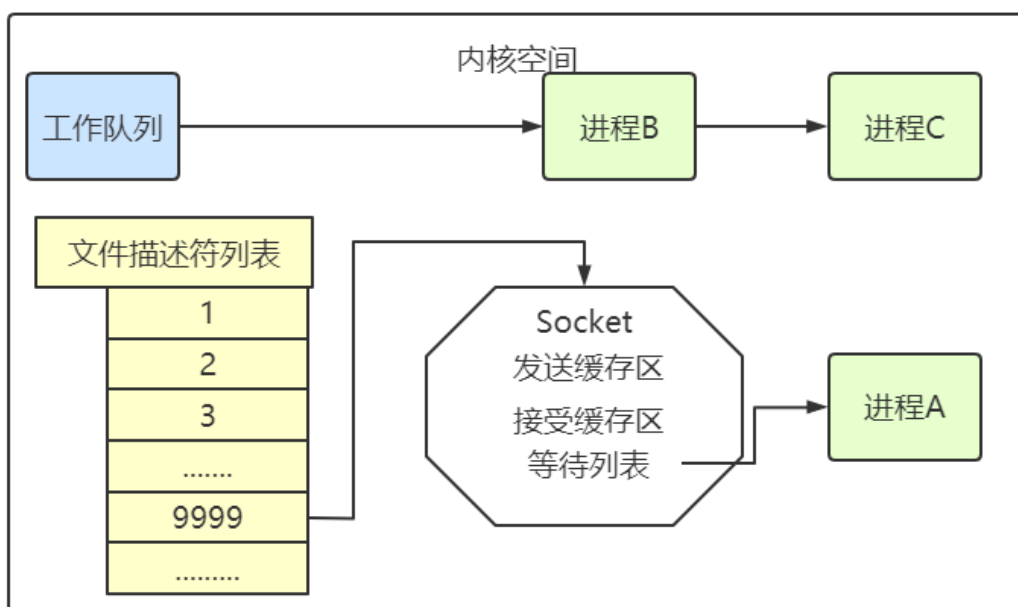 内核空间
工作队列
进程B
进程C
文件描述符列表
1
2
3
.......
9999
.........
Socket
发送缓存区
接受缓存区
等待列表
进程A